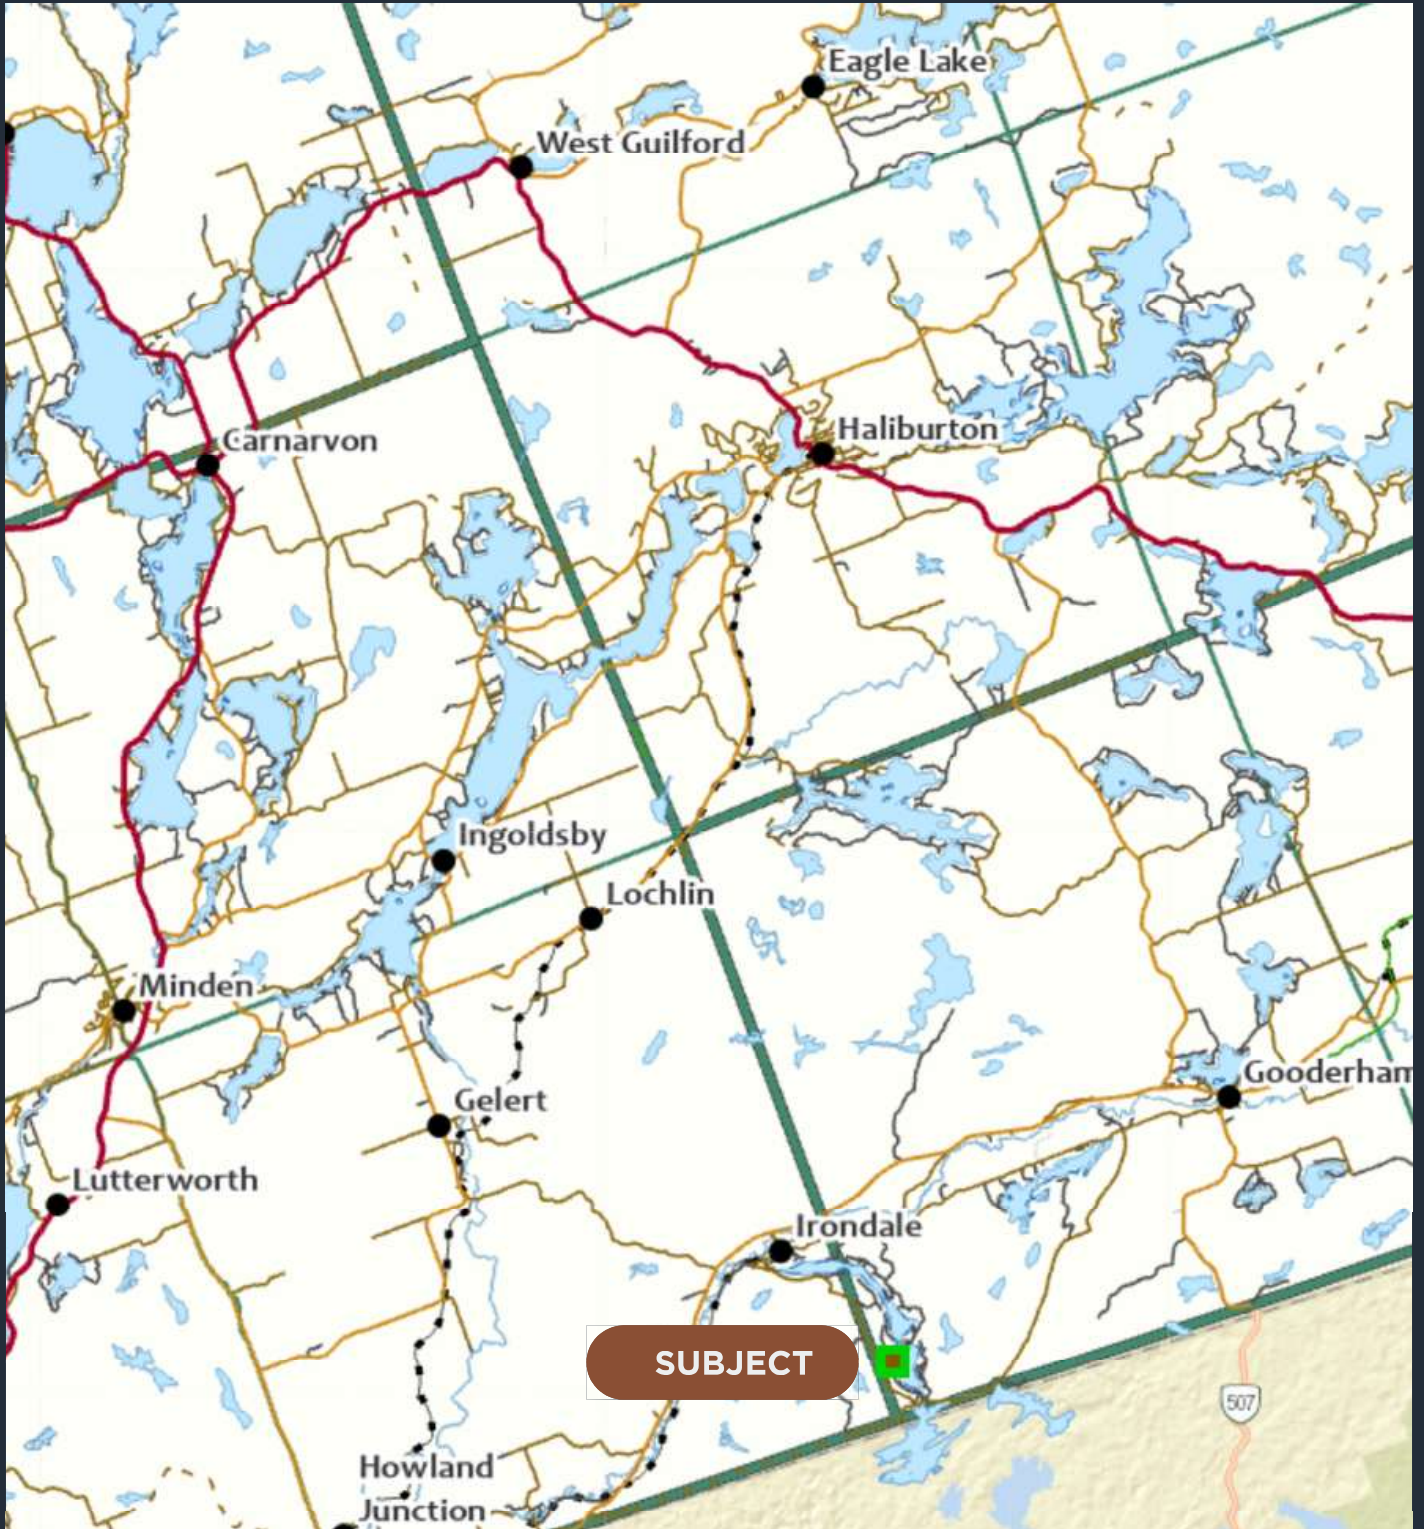 Eagle Lake
West Guilford
Haliburton
Carnarvon
Ingoldsby
Lochlin
Minden
Gooderham
Gelert
Lutterworth
Irondale
SUBJECT
507
Howland
Junction